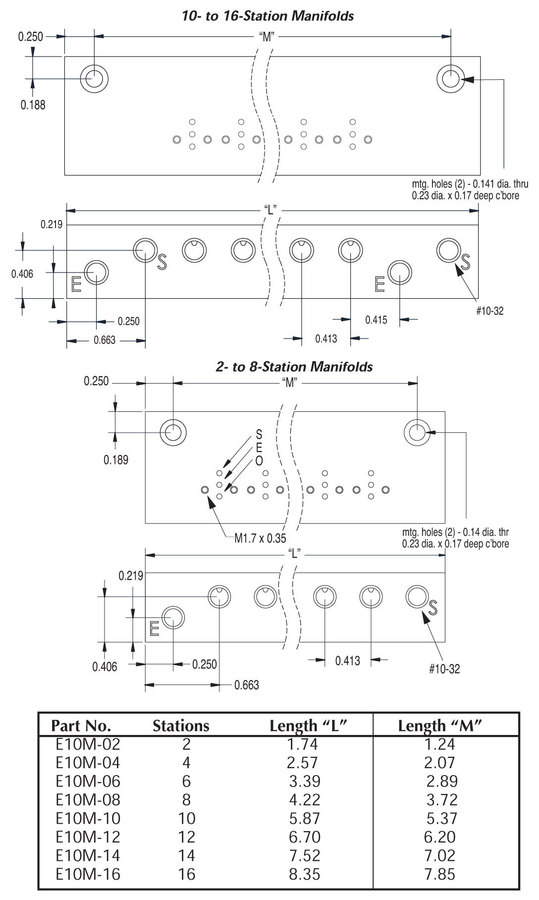 10- to 16-Station Manifolds
0.250
"M"
0.188
mtg. holes (2) - 0.141 dia. thru
0.23 dia. x 0.17 deep c'bore
"L"
0.219
S
S
0.406
E
E
0.250
0.415
#10-32
0.663
0.413
2- to 8-Station Manifolds
0.250
"M"
0.189
S
E
O
M1.7 x 0.35
mtg. holes (2) - 0.14 dia. thr
0.23 dia. x 0.17 deep c'bore
"L"
0.219
S
E
0.406
0.250
0.413
#10-32
0.663
Part No. Stations Length "L" Length "M"
E10M-02 2 1.74 1.24
E10M-04 4 2.57 2.07
E10M-06 6 3.39 2.89
E10M-08 8 4.22 3.72
E10M-10 10 5.87 5.37
E10M-12 12 6.70 6.20
E10M-14 14 7.52 7.02
E10M-16 16 8.35 7.85